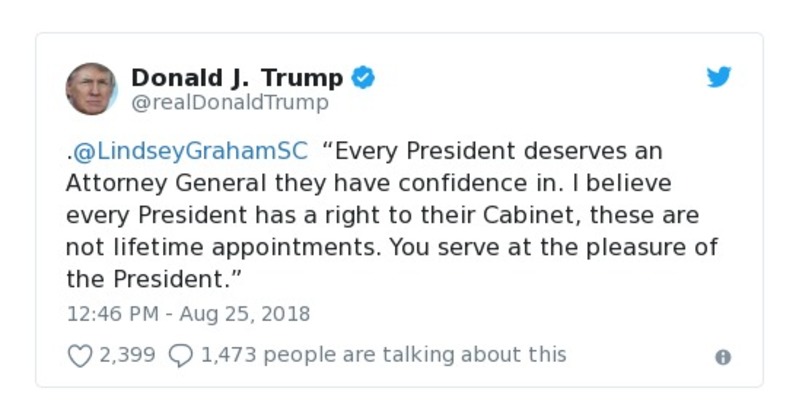 Donald J. Trump
@realDonaldTrump
.@LindseyGrahamSC “Every President deserves an
Attorney General they have confidence in. I believe
every President has a right to their Cabinet, these are
not lifetime appointments. You serve at the pleasure of
the President.”
12:46 PM - Aug 25, 2018
2,399 1,473 people are talking about this